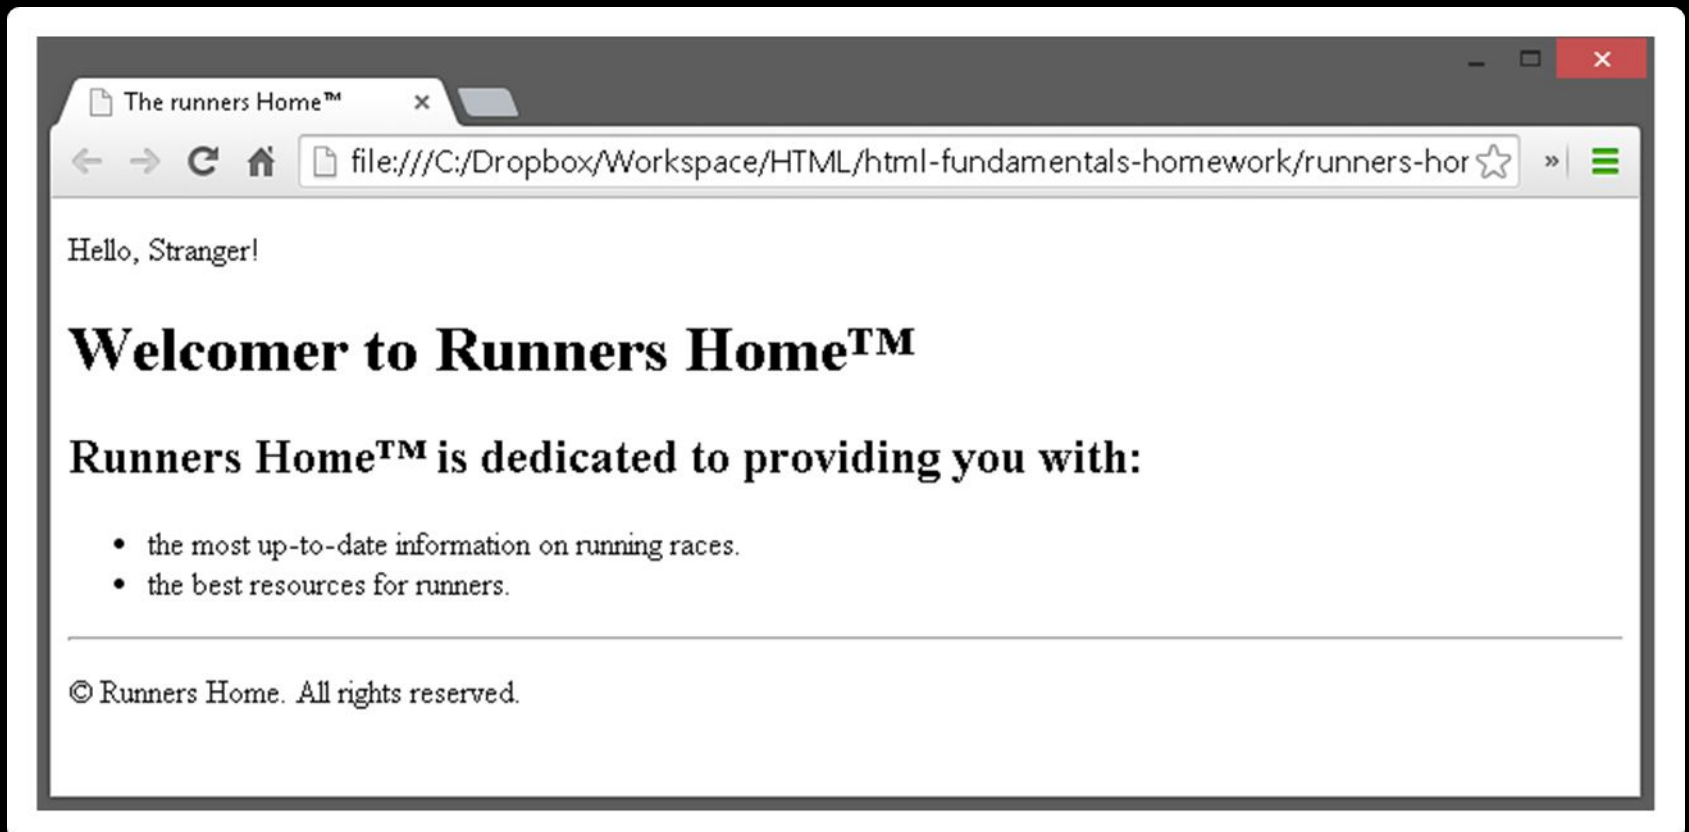 The runners Home™
file:///C:/Dropbox/Workspace/HTML/html-fundamentals-homework/runners-hor
Hello, Stranger!
Welcomer to Runners Home™
Runners Home™ is dedicated to providing you with:
• the most up-to-date information on running races.
• the best resources for runners.
© Runners Home. All rights reserved.